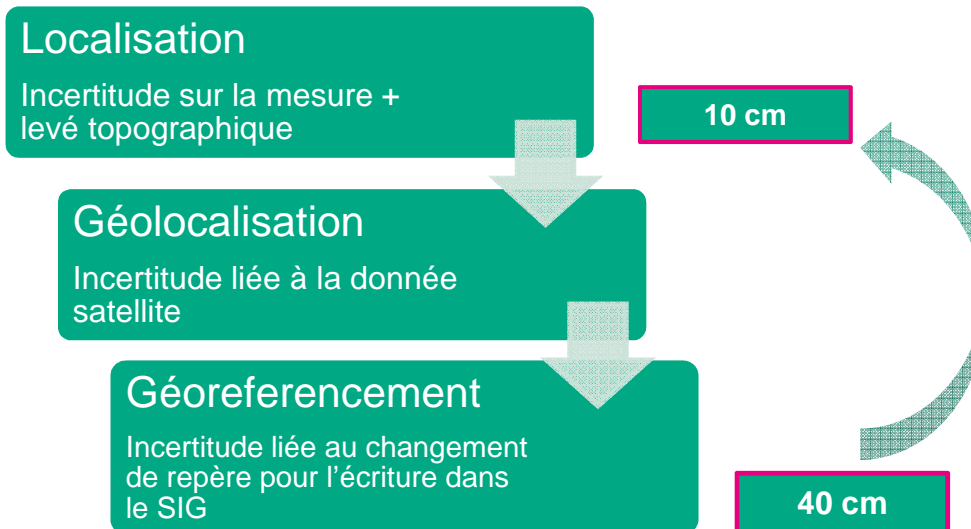 Localisation
Incertitude sur la mesure +
levé topographique
10 cm
Géolocalisation
Incertitude liée à la donnée
satellite
Géoreferencement
Incertitude liée au changement
de repère pour l'écriture dans
le SIG
40 cm